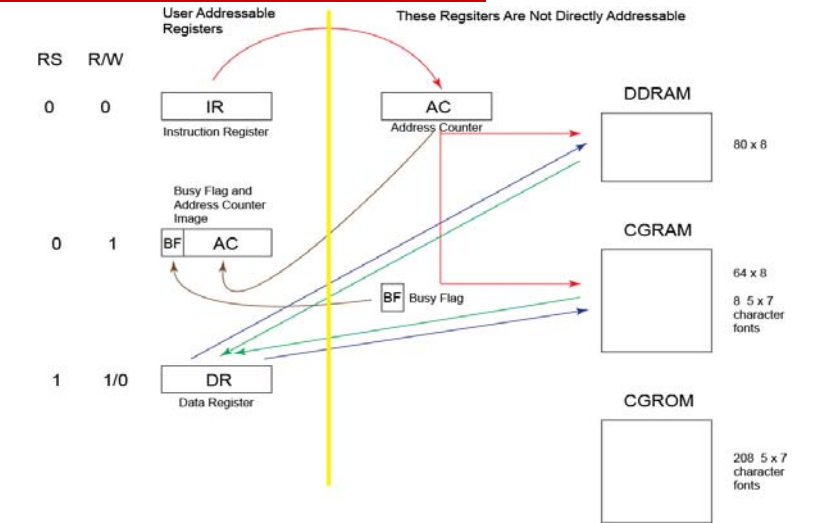 User Addressable
Registers
These Regsiters Are Not Directly Addressable
RS R/W
DDRAM
0 0 IR AC
Instruction Register Address Counter
80 x 8
Busy Flag and
Address Counter
Image
CGRAM
0 1 BF AC
64 x 8
BF Busy Flag
8 5 x 7
character
fonts
1 1/0 DR
Data Register
CGROM
208 5 x 7
character
fonts